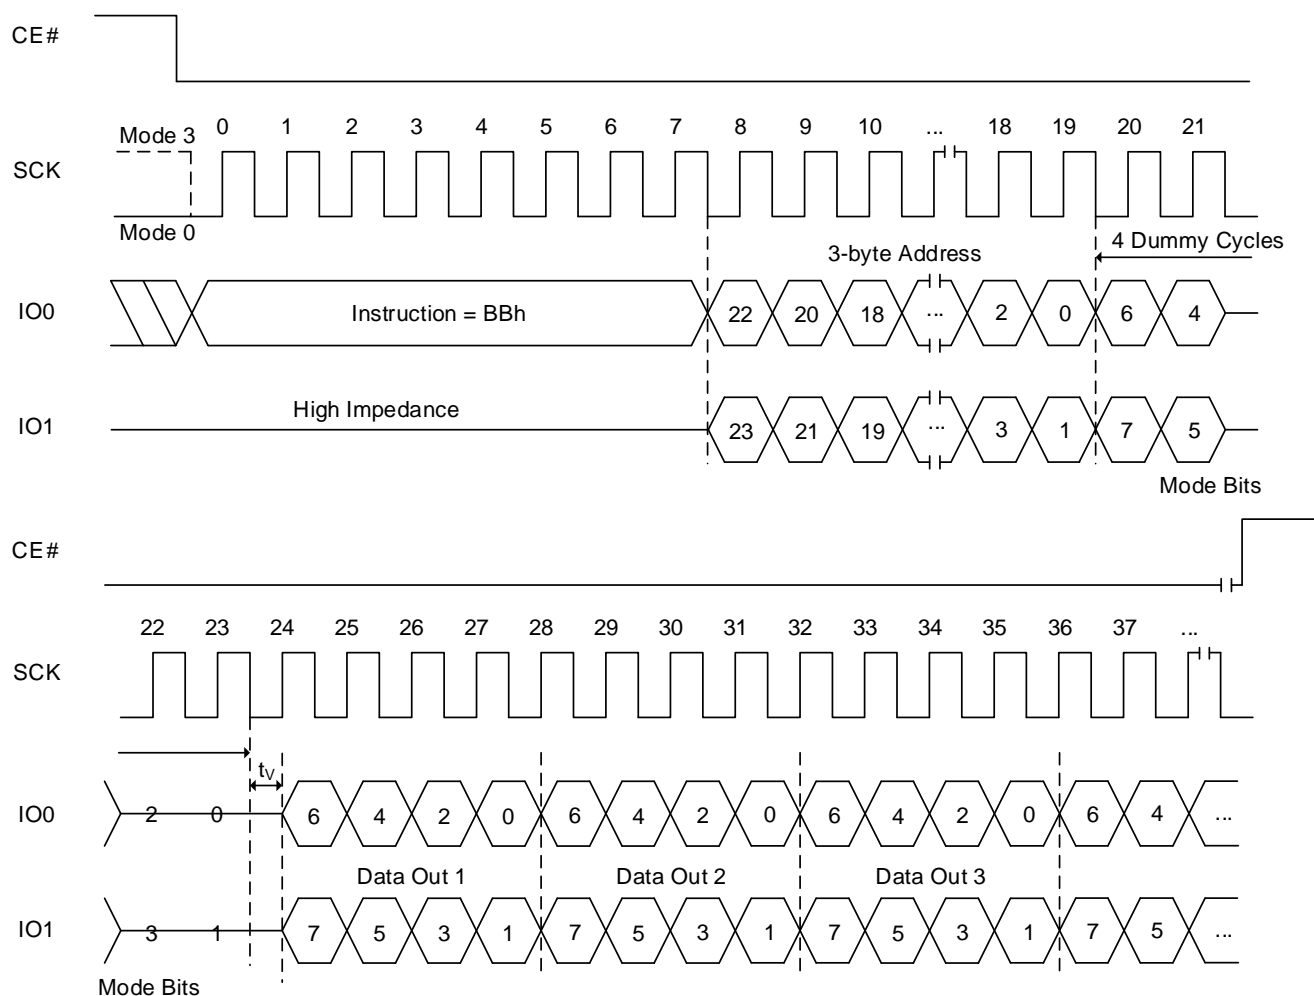 CE#
Mode 3 0 1 2 3 4 5 6 7 8 9 10 ... 18 19 20 21
SCK
Mode 0
3-byte Address 4 Dummy Cycles
IO0 Instruction = BBh 22 20 18 ... 2 0 6 4
High Impedance
IO1 23 21 19 ... 3 1 7 5
Mode Bits
CE#
22 23 24 25 26 27 28 29 30 31 32 33 34 35 36 37 ...
SCK
tV
IO0 2 0 6 4 2 0 6 4 2 0 6 4 2 0 6 4 ...
Data Out 1 Data Out 2 Data Out 3
IO1 3 1 7 5 3 1 7 5 3 1 7 5 3 1 7 5 ...
Mode Bits